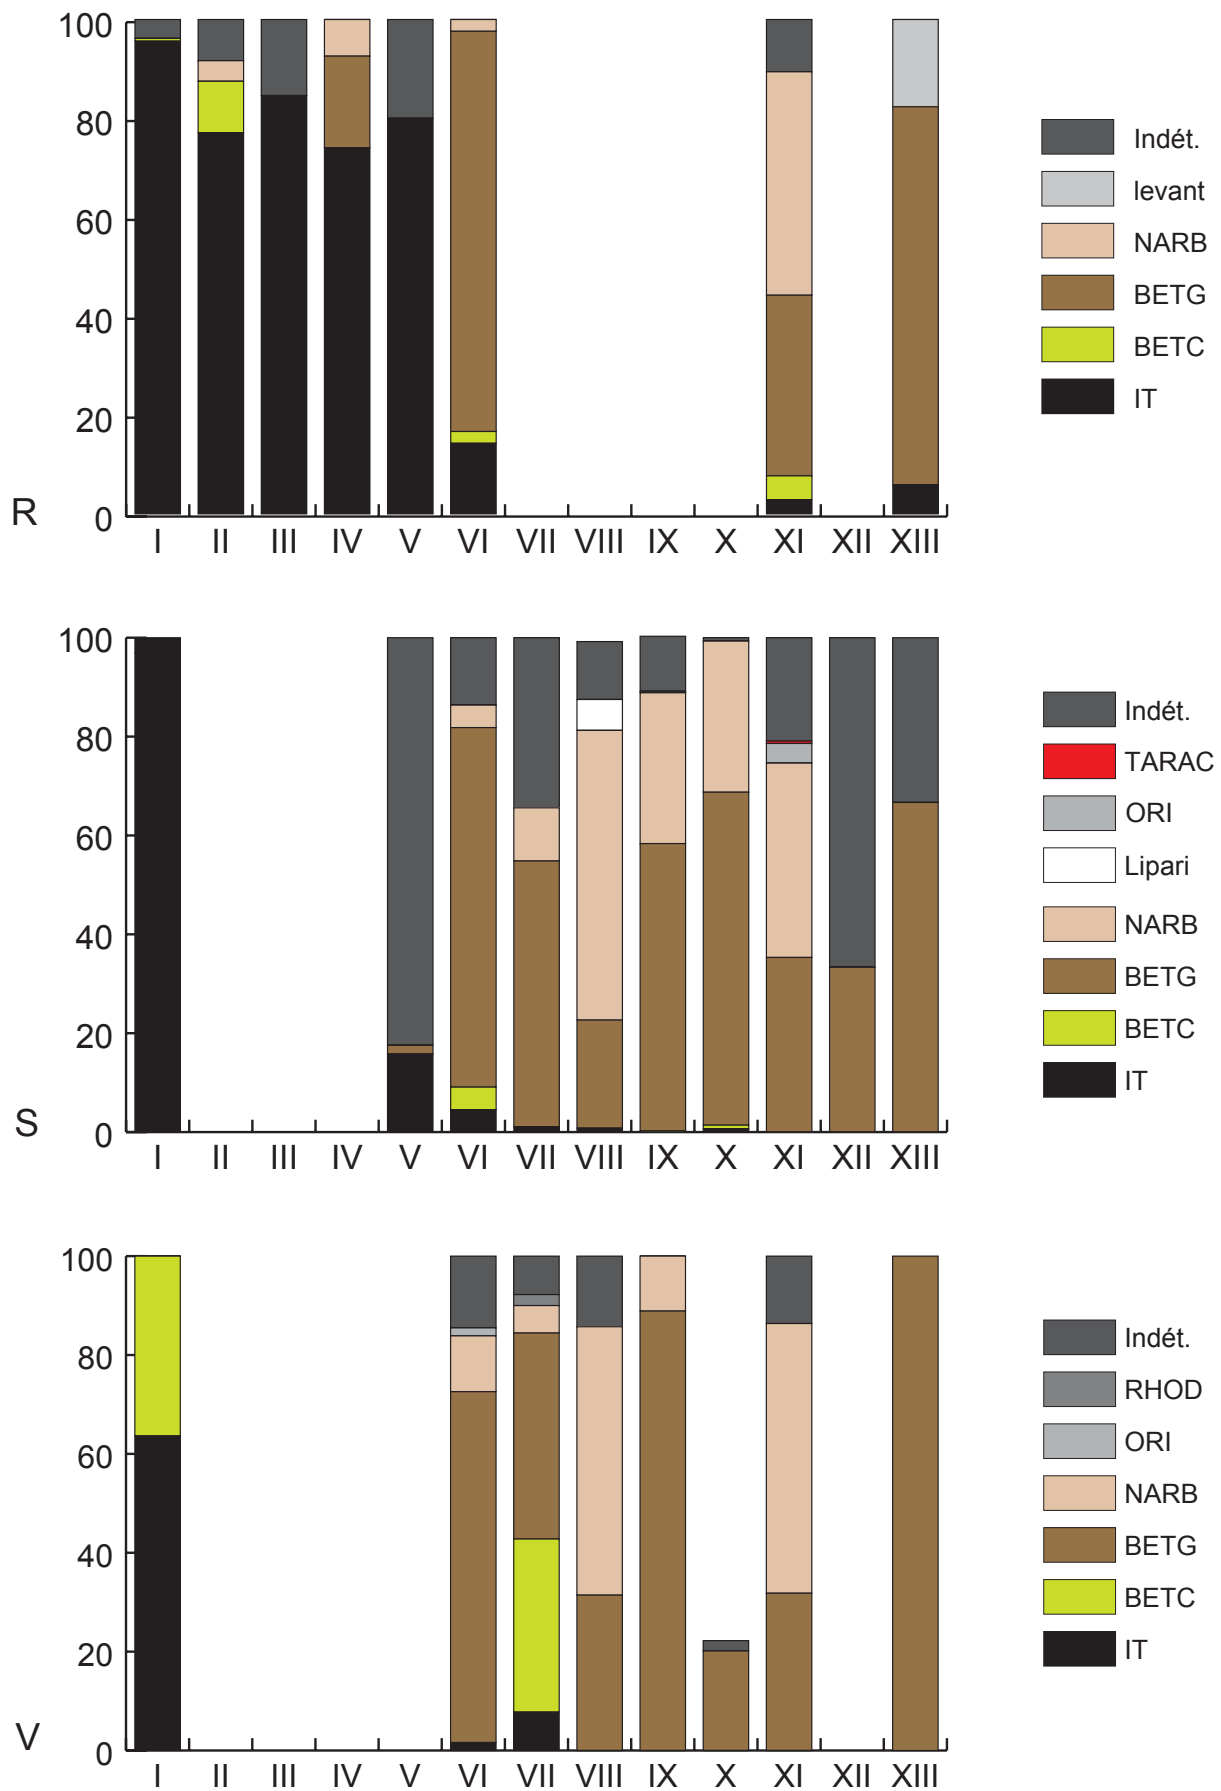 100
80
60
40
20
0
R
I II III IV V VI VII VIII IX X XI XII XIII
Indét.
levant
NARB
BETG
BETC
IT
100
80
60
40
20
0
S
I II III IV V VI VII VIII IX X XI XII XIII
Indét.
TARAC
ORI
Lipari
NARB
BETG
BETC
IT
100
80
60
40
20
0
V
I II III IV V VI VII VIII IX X XI XII XIII
Indét.
RHOD
ORI
NARB
BETG
BETC
IT